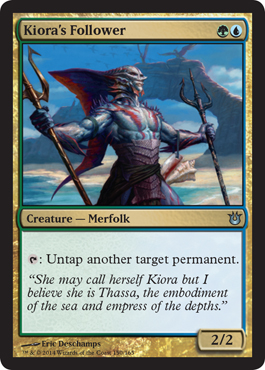 Kiora's Follower
Creature — Merfolk
: Untap another target permanent.
“She may call herself Kiora but I
believe she is Thassa, the embodiment
of the sea and empress of the depths.”
Eric Deschamps
2/2
™ & © 2014 Wizards of the Coast 150/165